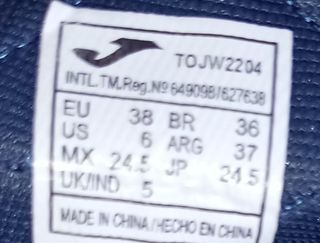 TOJW2204
INTL.TM.Reg.Nº 649098/627638
EU 38 BR 36
US 6 ARG 37
MX 24.5 JP 24.5
UK/IND 5
MADE IN CHINA/HECHO EN CHINA